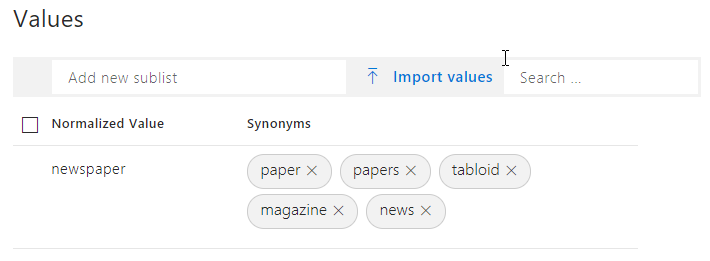 Values
Add new sublist Import values Search ...
Normalized Value Synonyms
newspaper paper papers tabloid
magazine news